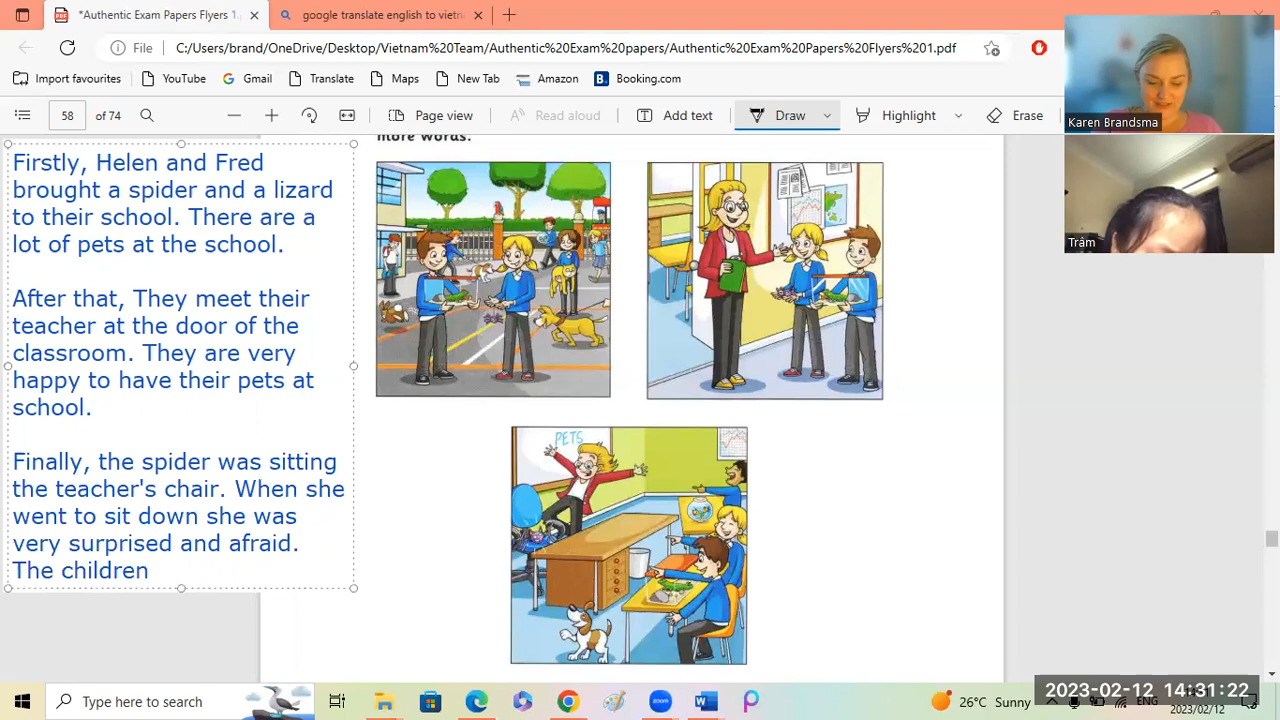 *Authentic Exam Papers Flyers 1.
google translate english to vietn
File
C:/Users/brand/OneDrive/Desktop/Vietnam%20Team/Authentic%20Exam%20papers/Authentic%20Exam%20Papers%20Flyers%201.pdf
Import favourites
YouTube
Gmail
Translate
Maps
New Tab
Amazon
B.
Booking.com
58
of 74
Page view
Read aloud
Add text
Draw
Highlight
Erase
Karen Brandsma
Trâm
more words.
Firstly, Helen and Fred
brought a spider and a lizard
to their school. There are a
lot of pets at the school.
After that, They meet their
teacher at the door of the
classroom. They are very
happy to have their pets at
school.
Finally, the spider was sitting
the teacher's chair. When she
went to sit down she was
very surprised and afraid.
The children
PETS
Type here to search
26°C Sunny
ENG
2023-02-12 14:31:22
2023/02/12